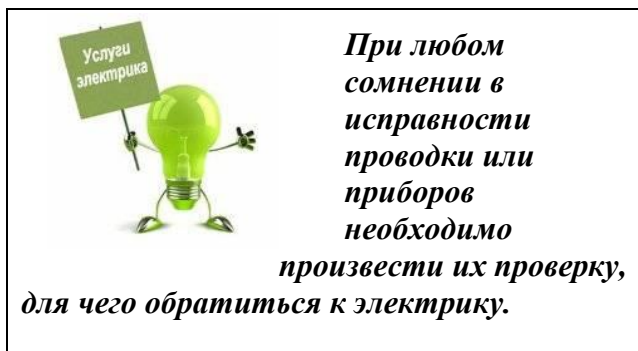 Услуги
электрика
При любом
сомнении в
исправности
проводки или
приборов
необходимо
произвести их проверку,
для чего обратиться к электрику.